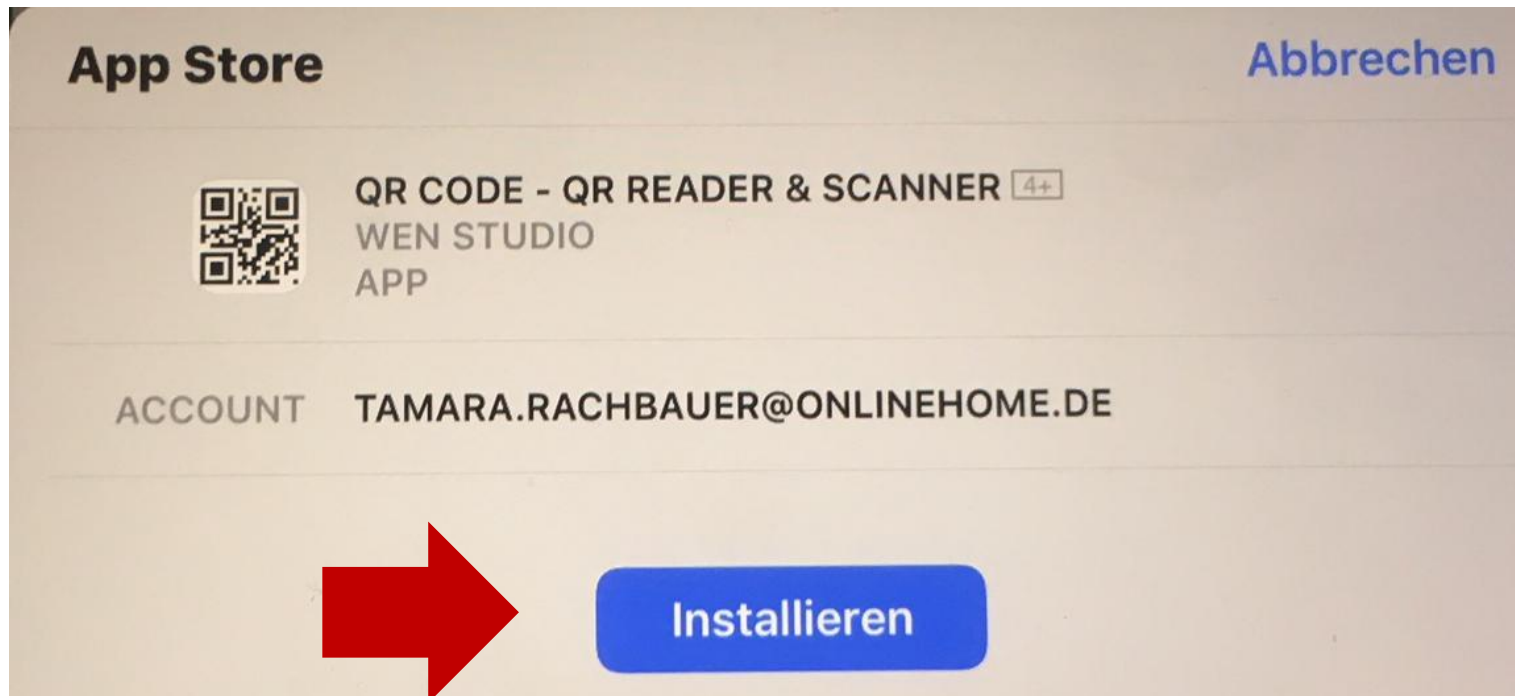 App Store
Abbrechen
QR CODE - QR READER & SCANNER 4+
WEN STUDIO
APP
ACCOUNT TAMARA.RACHBAUER@ONLINEHOME.DE
Installieren